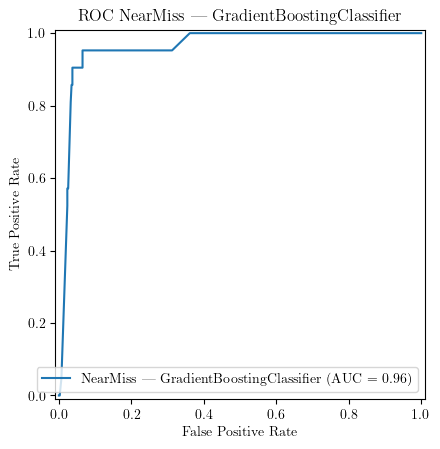 ROC NearMiss — GradientBoostingClassifier
1.0
0.8
0.6
0.4
0.2
0.0
True Positive Rate
NearMiss — GradientBoostingClassifier (AUC = 0.96)
0.0 0.2 0.4 0.6 0.8 1.0
False Positive Rate